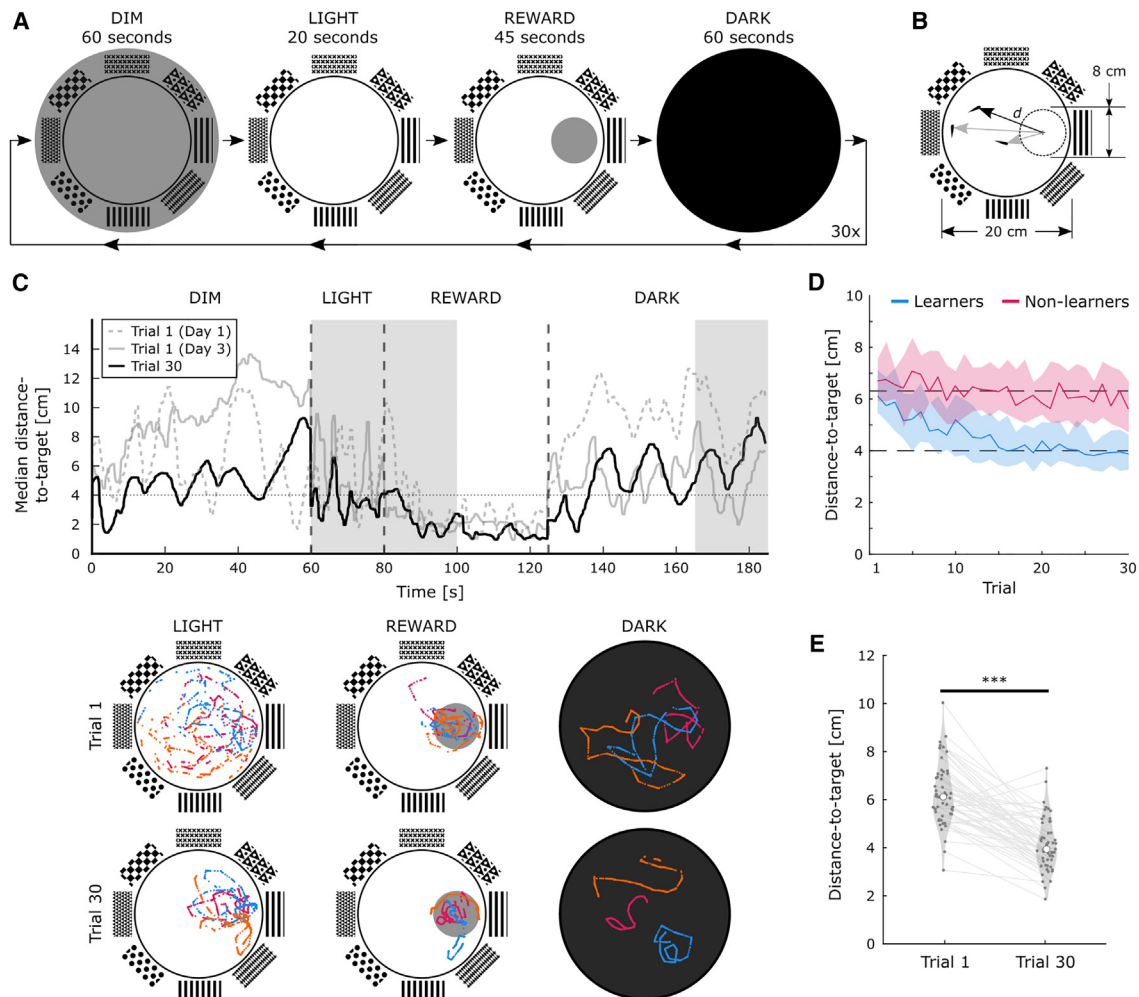 A
DIM
60 seconds
LIGHT
20 seconds
REWARD
45 seconds
DARK
60 seconds
30x
B
8 cm
d
20 cm
C
DIM
LIGHT
REWARD
DARK
Trial 1 (Day 1)
Trial 1 (Day 3)
Trial 30
Median distance-
to-target [cm]
14
12
10
8
6
4
2
0
0 20 40 60 80 100 120 140 160 180
Time [s]
D
Learners Non-learners
Distance-to-target [cm]
10
8
6
4
2
0
1 10 20 30
Trial
LIGHT
REWARD
DARK
Trial 1
Trial 30
E
***
Distance-to-target [cm]
12
10
8
6
4
2
0
Trial 1 Trial 30